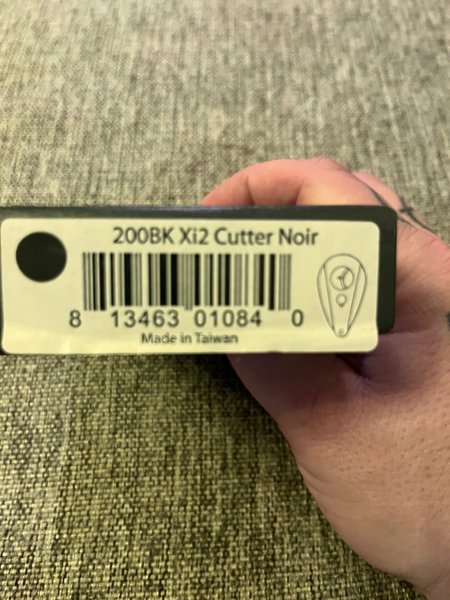 200BK Xi2 Cutter Noir
8 13463 01084 0
Made in Taiwan